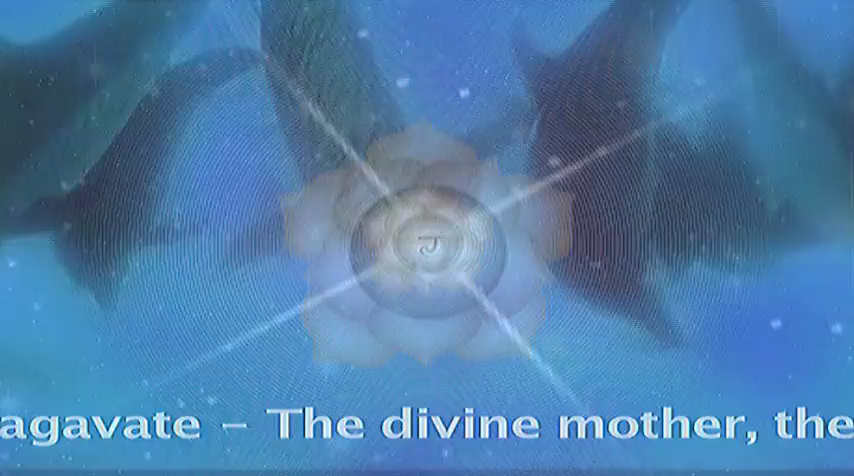 agavate – The divine mother, the